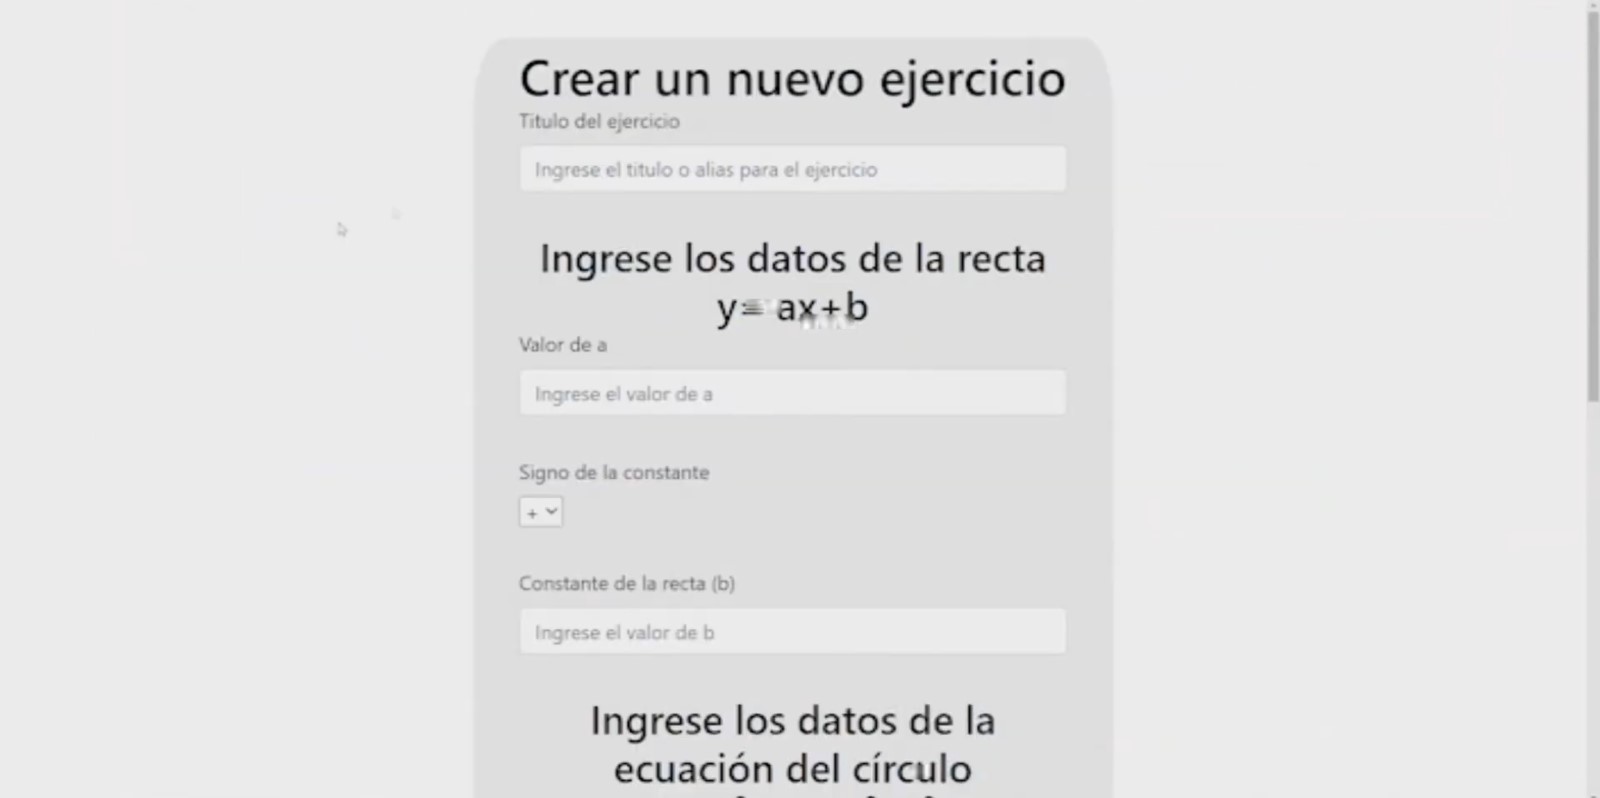 Crear un nuevo ejercicio
Titulo del ejercicio
Ingrese el titulo o alias para el ejercicio
Ingrese los datos de la recta
y= ax+b
Valor de a
Ingrese el valor de a
Signo de la constante
+
Constante de la recta (b)
Ingrese el valor de b
Ingrese los datos de la
ecuación del círculo